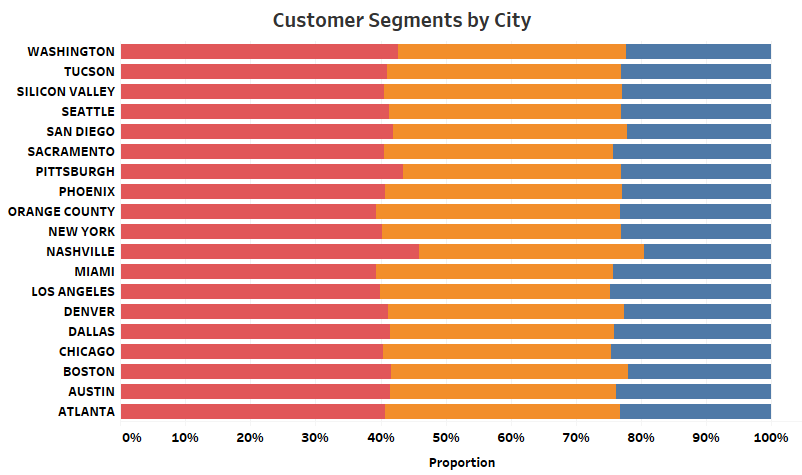 Customer Segments by City
WASHINGTON
TUCSON
SILICON VALLEY
SEATTLE
SAN DIEGO
SACRAMENTO
PITTSBURGH
PHOENIX
ORANGE COUNTY
NEW YORK
NASHVILLE
MIAMI
LOS ANGELES
DENVER
DALLAS
CHICAGO
BOSTON
AUSTIN
ATLANTA
0% 10% 20% 30% 40% 50% 60% 70% 80% 90% 100%
Proportion